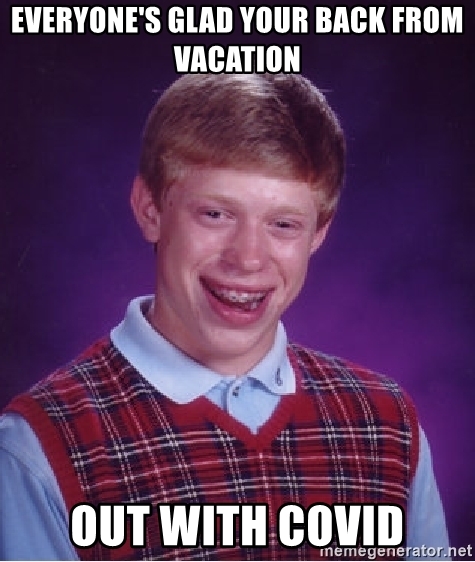 EVERYONE'S GLAD YOUR BACK FROM
VACATION
OUT WITH COVID
memegenerator.net